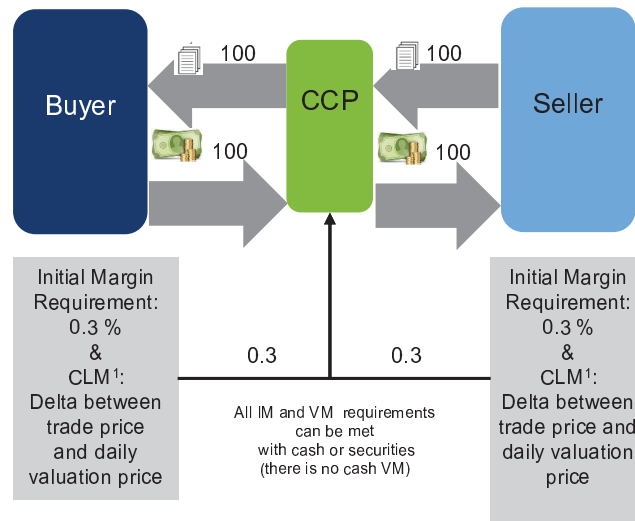 100
100
Buyer
CCP
Seller
100
100
Initial Margin
Requirement:
0.3 %
&
CLM¹:
Delta between
trade price
and daily
valuation price
0.3
0.3
All IM and VM requirements
can be met
with cash or securities
(there is no cash VM)
Initial Margin
Requirement:
0.3 %
&
CLM¹:
Delta between
trade price and
daily valuation
price